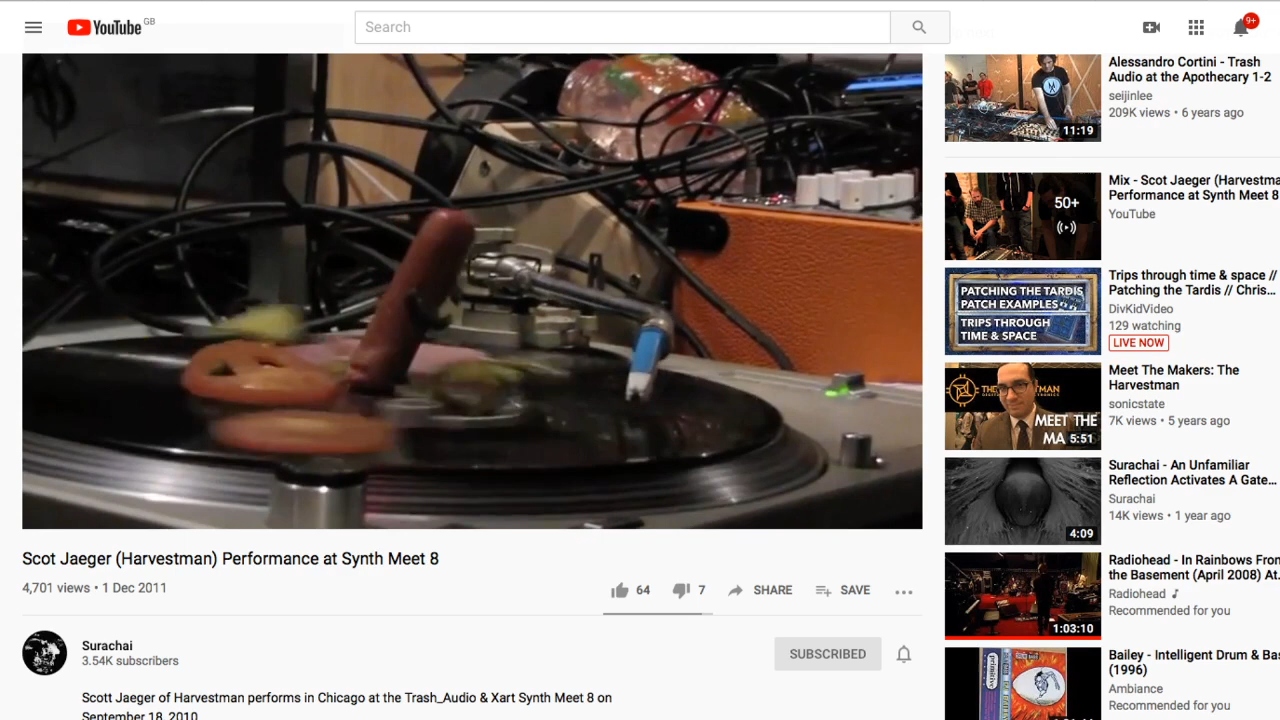 YouTube GB
Search
9+
Alessandro Cortini - Trash
Audio at the Apothecary 1-2
seijinlee
209K views • 6 years ago
11:19
Mix - Scot Jaeger (Harvestma
Performance at Synth Meet 8
YouTube
50+
Trips through time & space //
Patching the Tardis // Chris...
DivKidVideo
129 watching
LIVE NOW
PATCHING THE TARDIS
PATCH EXAMPLES
TRIPS THROUGH
TIME & SPACE
Meet The Makers: The
Harvestman
sonicstate
7K views • 5 years ago
MEET THE
MA 5:51
Surachai - An Unfamiliar
Reflection Activates A Gate...
Surachai
14K views • 1 year ago
4:09
Radiohead - In Rainbows From
the Basement (April 2008) At.
Radiohead
Recommended for you
1:03:10
Bailey - Intelligent Drum & Bas
(1996)
Ambiance
Recommended for you
Scot Jaeger (Harvestman) Performance at Synth Meet 8
4,701 views • 1 Dec 2011
64 7 SHARE SAVE
Surachai
3.54K subscribers
SUBSCRIBED
Scott Jaeger of Harvestman performs in Chicago at the Trash_Audio & Xart Synth Meet 8 on
September 18, 2010